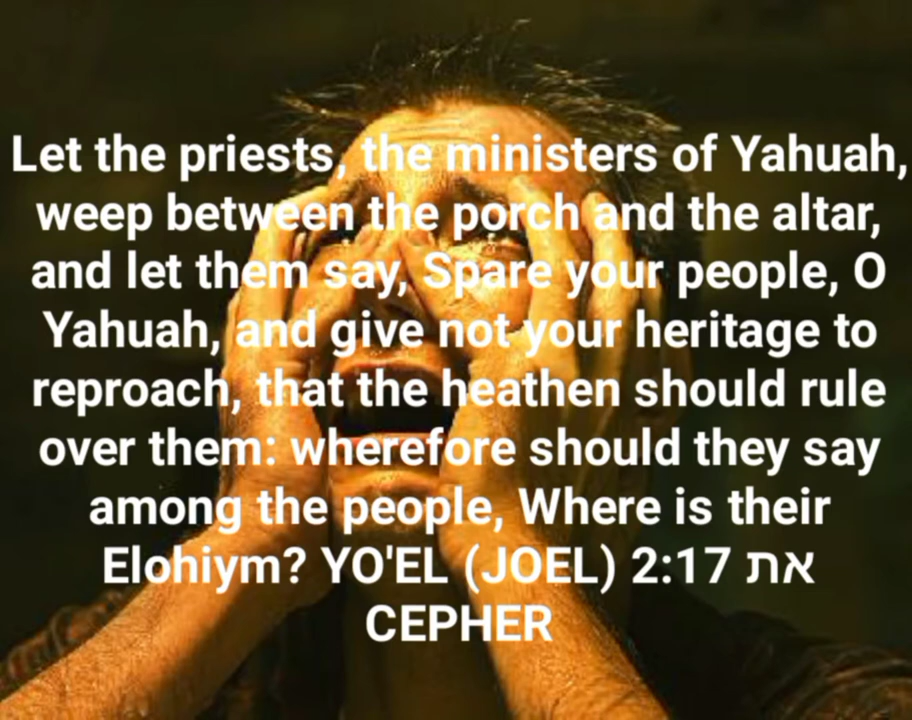 Let the priests, the ministers of Yahuah,
weep between the porch and the altar,
and let them say, Spare your people, O
Yahuah, and give not your heritage to
reproach, that the heathen should rule
over them: wherefore should they say
among the people, Where is their
Elohiym? YO'EL (JOEL) 2:17 את
CEPHER